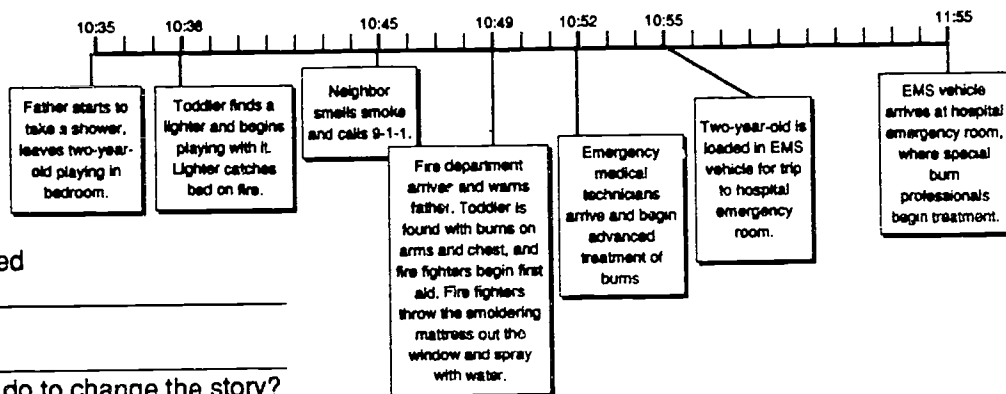 10:35 10:38 10:45 10:49 10:52 10:55 11:55
Father starts to
take a shower,
leaves two-year-
old playing in
bedroom.
Toddler finds a
lighter and begins
playing with it.
Lighter catches
bed on fire.
Neighbor
smells smoke
and calls 9-1-1.
Fire department
arrives and warns
father. Toddler is
found with burns on
arms and chest, and
fire fighters begin first
aid. Fire fighters
throw the smoldering
mattress out the
window and spray
with water.
Emergency
medical
technicians
arrive and begin
advanced
treatment of
burns
Two-year-old is
loaded in EMS
vehicle for trip
to hospital
emergency
room.
EMS vehicle
arrives at hospital
emergency room,
where special
burn
professionals
begin treatment.
ed
do to change the story?